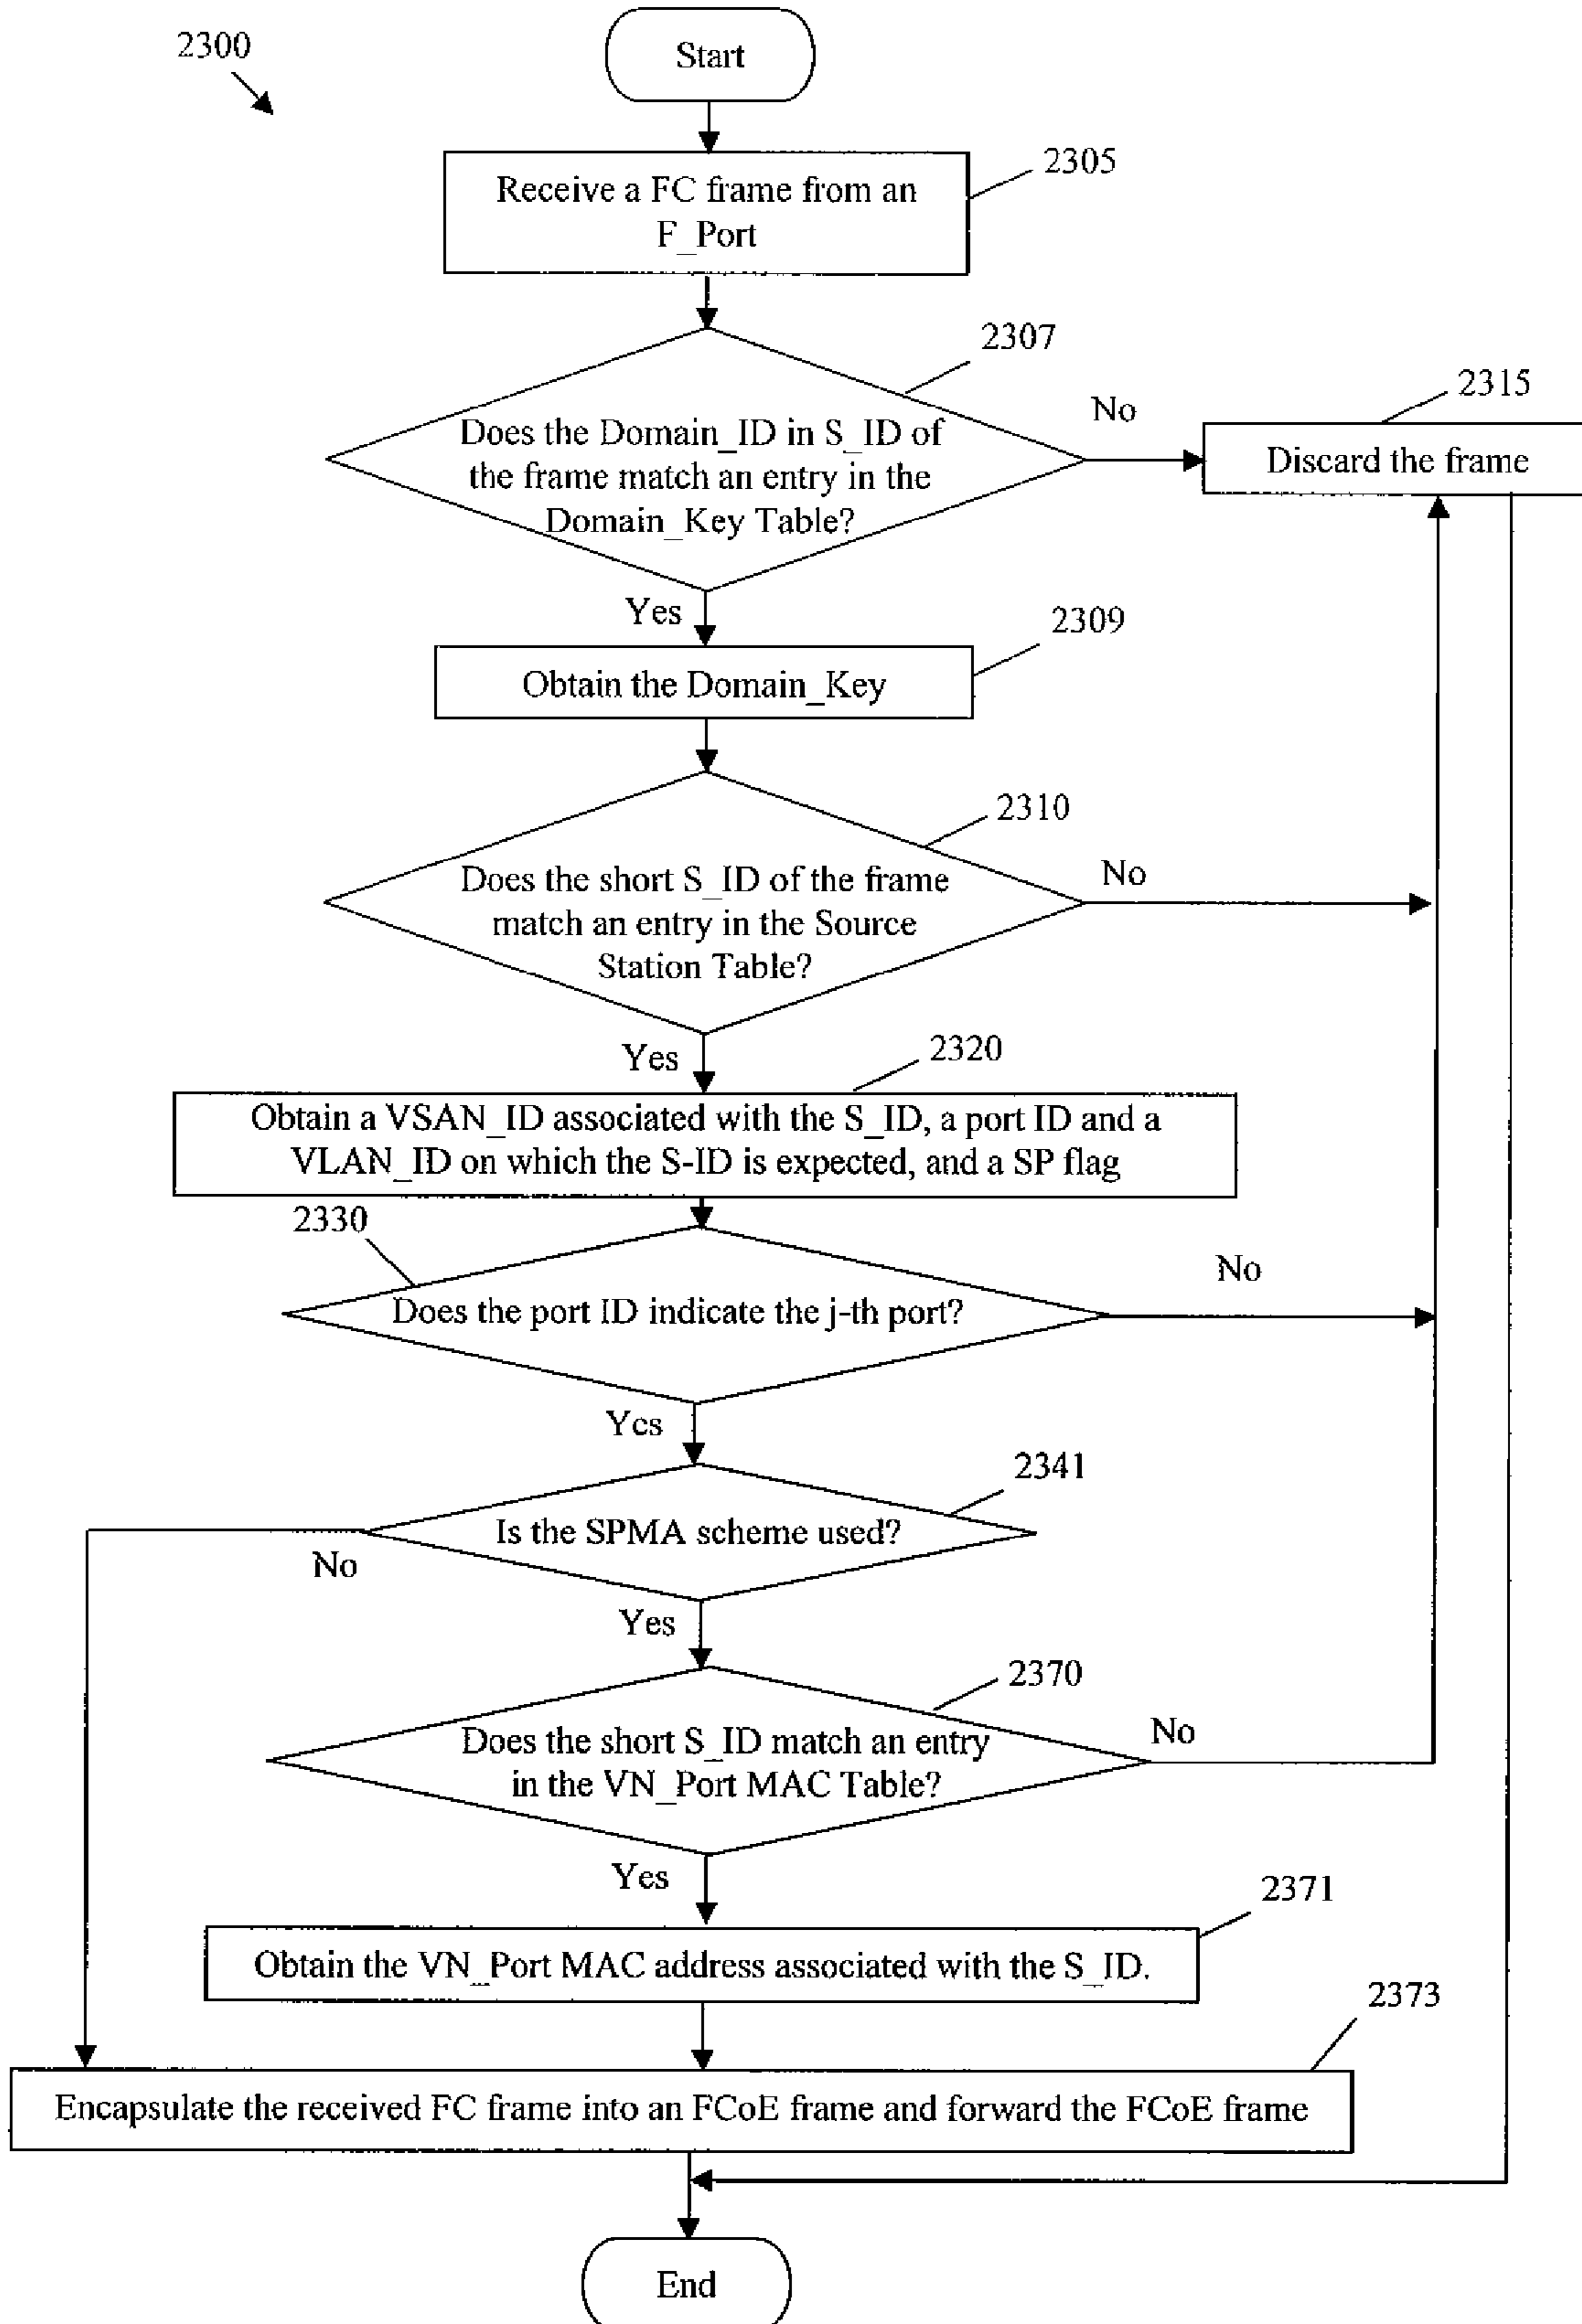 2300
Start
2305
Receive a FC frame from an
F_Port
2307
Does the Domain_ID in S_ID of
the frame match an entry in the
Domain_Key Table?
No
2315
Discard the frame
Yes
2309
Obtain the Domain_Key
2310
Does the short S_ID of the frame
match an entry in the Source
Station Table?
No
Yes
2320
Obtain a VSAN_ID associated with the S_ID, a port ID and a
VLAN_ID on which the S-ID is expected, and a SP flag
2330
Does the port ID indicate the j-th port?
No
Yes
2341
Is the SPMA scheme used?
No
Yes
2370
Does the short S_ID match an entry
in the VN_Port MAC Table?
No
Yes
2371
Obtain the VN_Port MAC address associated with the S_ID.
2373
Encapsulate the received FC frame into an FCoE frame and forward the FCoE frame
End